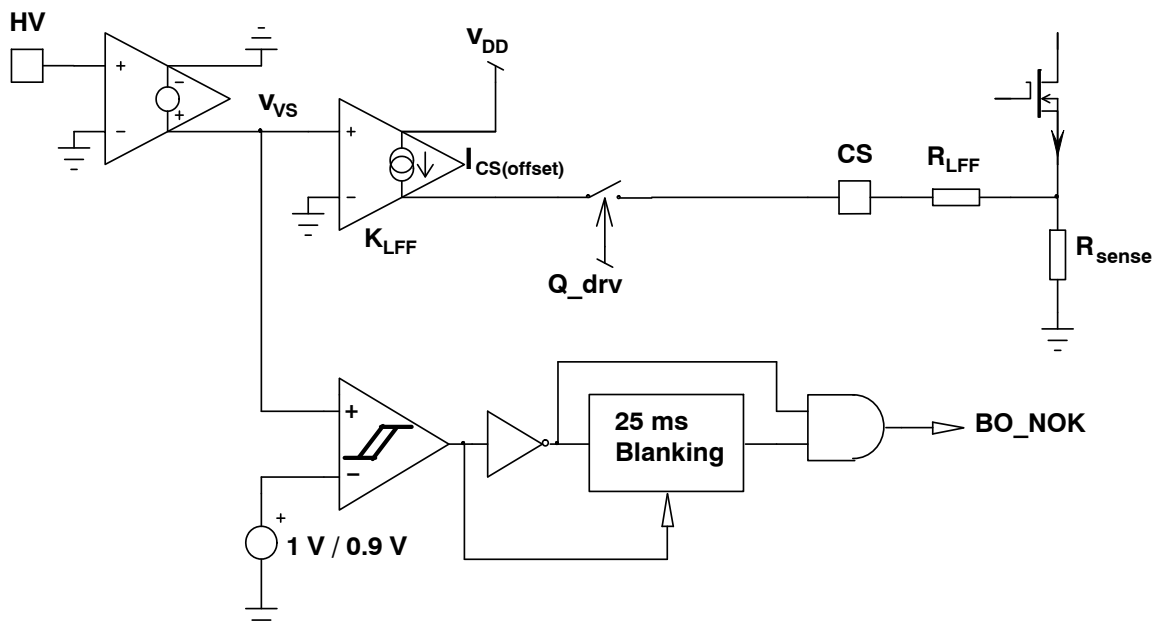 HV
+
−
−
+
vVS
vDD
+
−
ICS(offset)
KLFF
Q_drv
CS
RLFF
Rsense
+
−
+
1 V / 0.9 V
25 ms
Blanking
BO_NOK